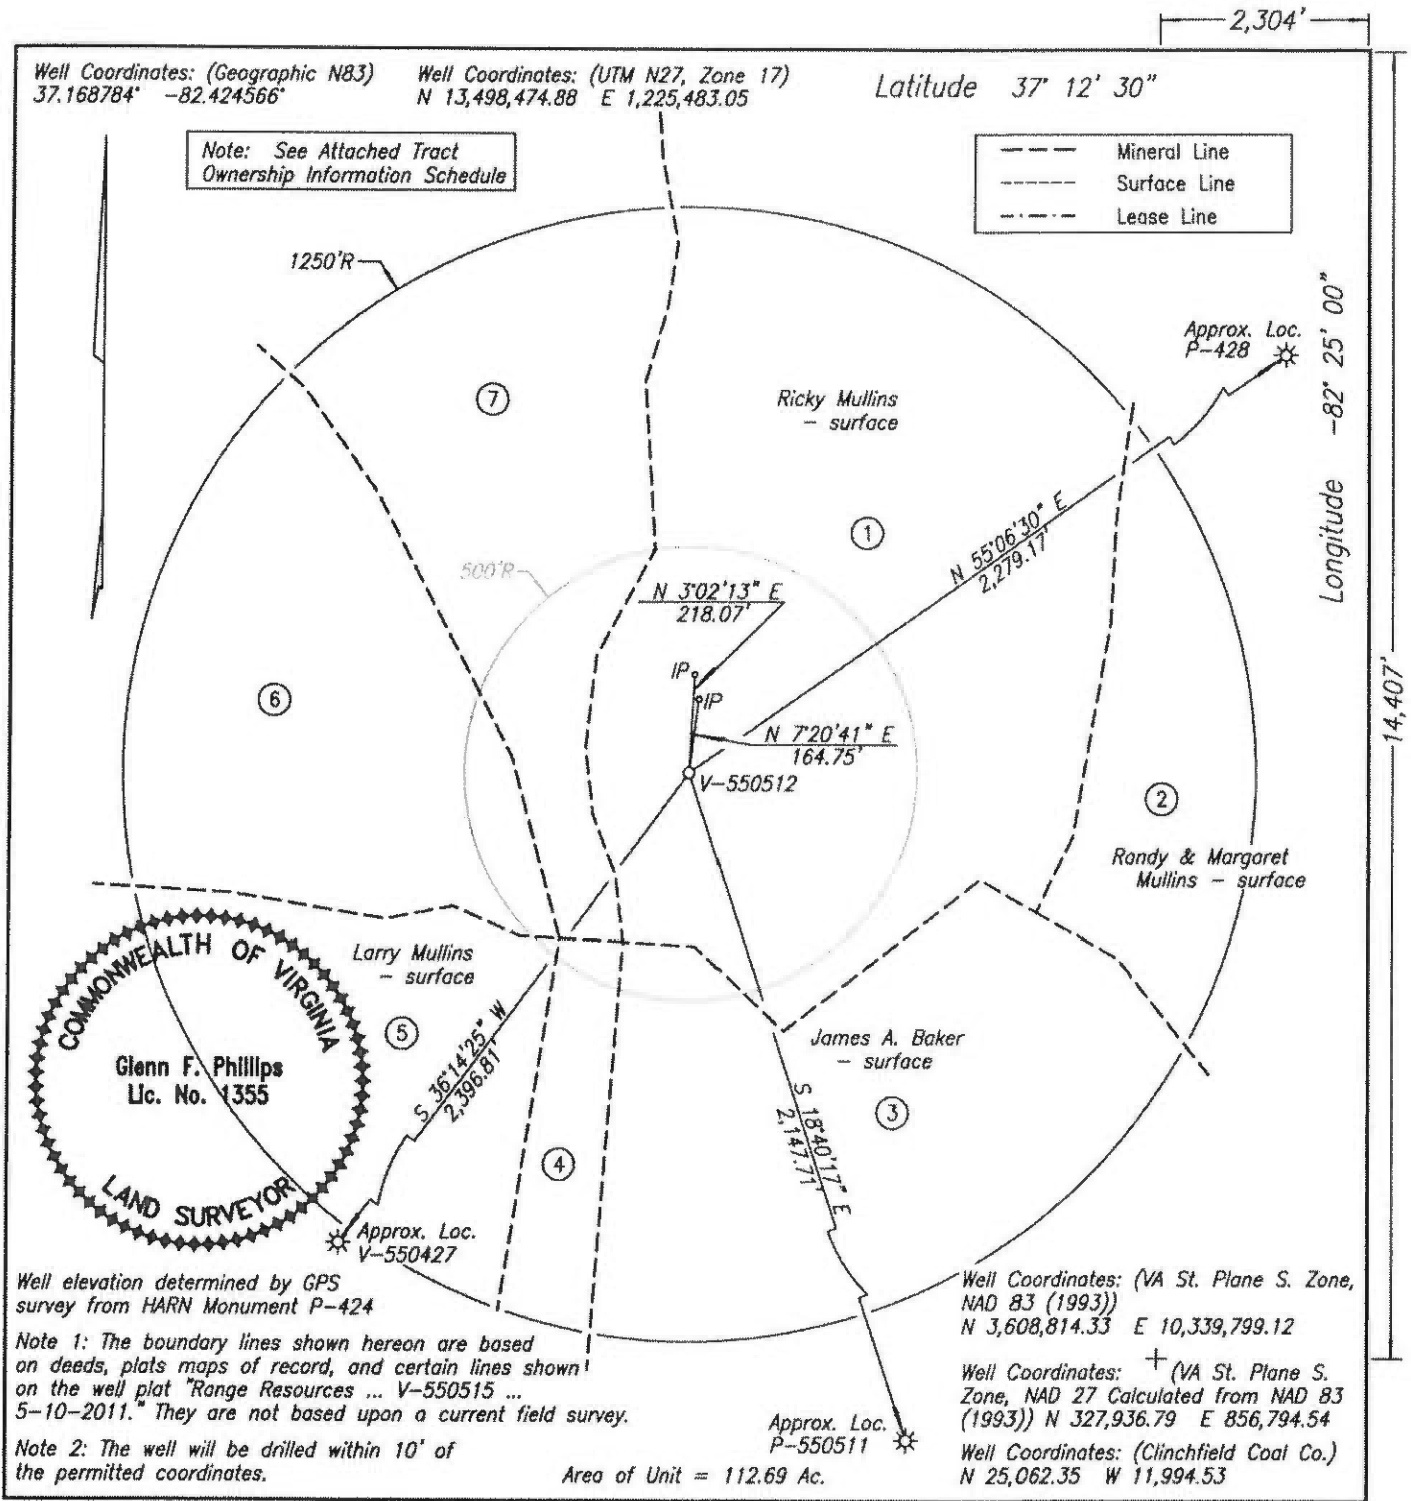 2,304'
Well Coordinates: (Geographic N83)
37.168784° -82.424566°
Well Coordinates: (UTM N27, Zone 17)
N 13,498,474.88 E 1,225,483.05
Latitude 37° 12' 30"
Note: See Attached Tract
Ownership Information Schedule
Mineral Line
Surface Line
Lease Line
1250'R
Longitude -82° 25' 00"
14,407'
Approx. Loc.
P-428
7
Ricky Mullins
- surface
1
N 55°06'30" E
2,279.17'
500'R
N 3°02'13" E
218.07'
IP
IP
6
N 7°20'41" E
164.75'
V-550512
2
Randy & Margaret
Mullins - surface
COMMONWEALTH OF VIRGINIA
Glenn F. Phillips
Lic. No. 1355
LAND SURVEYOR
Larry Mullins
- surface
5
S 36°14'25" W
2,396.81'
James A. Baker
- surface
3
S 18°40'17" E
2,147.71'
4
Approx. Loc.
V-550427
Well elevation determined by GPS
survey from HARN Monument P-424
Note 1: The boundary lines shown hereon are based
on deeds, plats maps of record, and certain lines shown
on the well plat "Range Resources ... V-550515 ...
5-10-2011." They are not based upon a current field survey.
Note 2: The well will be drilled within 10' of
the permitted coordinates.
Area of Unit = 112.69 Ac.
Approx. Loc.
P-550511
Well Coordinates: (VA St. Plane S. Zone,
NAD 83 (1993))
N 3,608,814.33 E 10,339,799.12
Well Coordinates: (VA St. Plane S.
Zone, NAD 27 Calculated from NAD 83
(1993)) N 327,936.79 E 856,794.54
Well Coordinates: (Clinchfield Coal Co.)
N 25,062.35 W 11,994.53